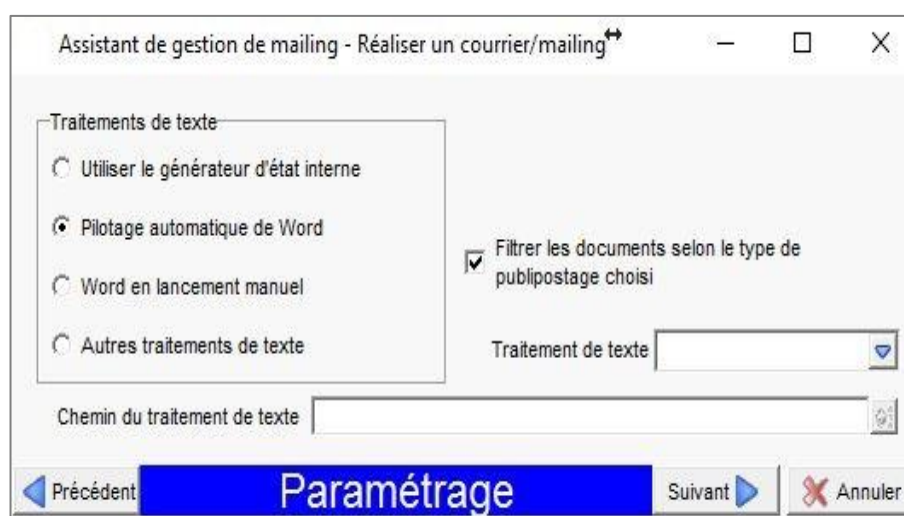 Assistant de gestion de mailing - Réaliser un courrier/mailing
Traitements de texte
Utiliser le générateur d'état interne
Pilotage automatique de Word
Word en lancement manuel
Autres traitements de texte
Filtrer les documents selon le type de
publipostage choisi
Traitement de texte
Chemin du traitement de texte
Précédent
Paramétrage
Suivant
Annuler